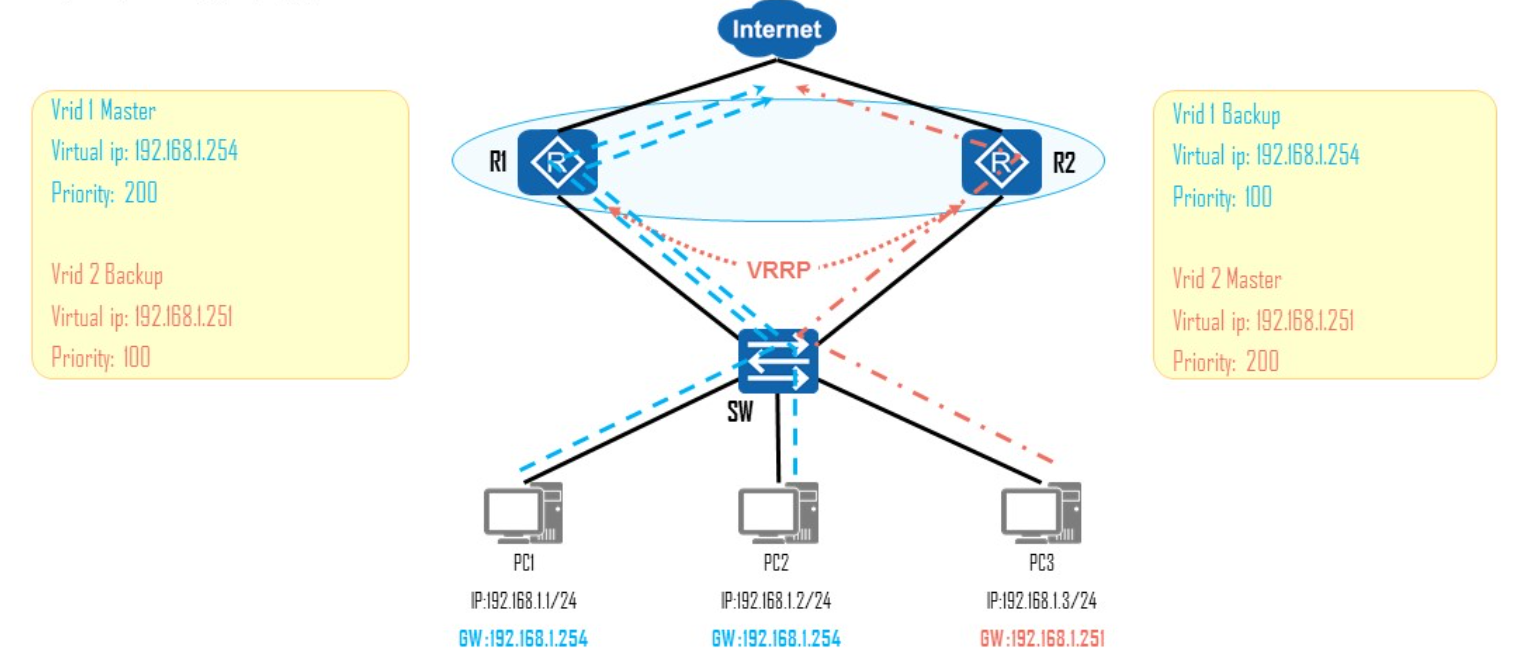 Internet
Vrid 1 Master
Virtual ip: 192.168.1.254
Priority: 200
Vrid 2 Backup
Virtual ip: 192.168.1.251
Priority: 100
R1
R
R
R2
Vrid 1 Backup
Virtual ip: 192.168.1.254
Priority: 100
Vrid 2 Master
Virtual ip: 192.168.1.251
Priority: 200
VRRP
SW
PC1
IP:192.168.1.1/24
GW:192.168.1.254
PC2
IP:192.168.1.2/24
GW:192.168.1.254
PC3
IP:192.168.1.3/24
GW:192.168.1.251